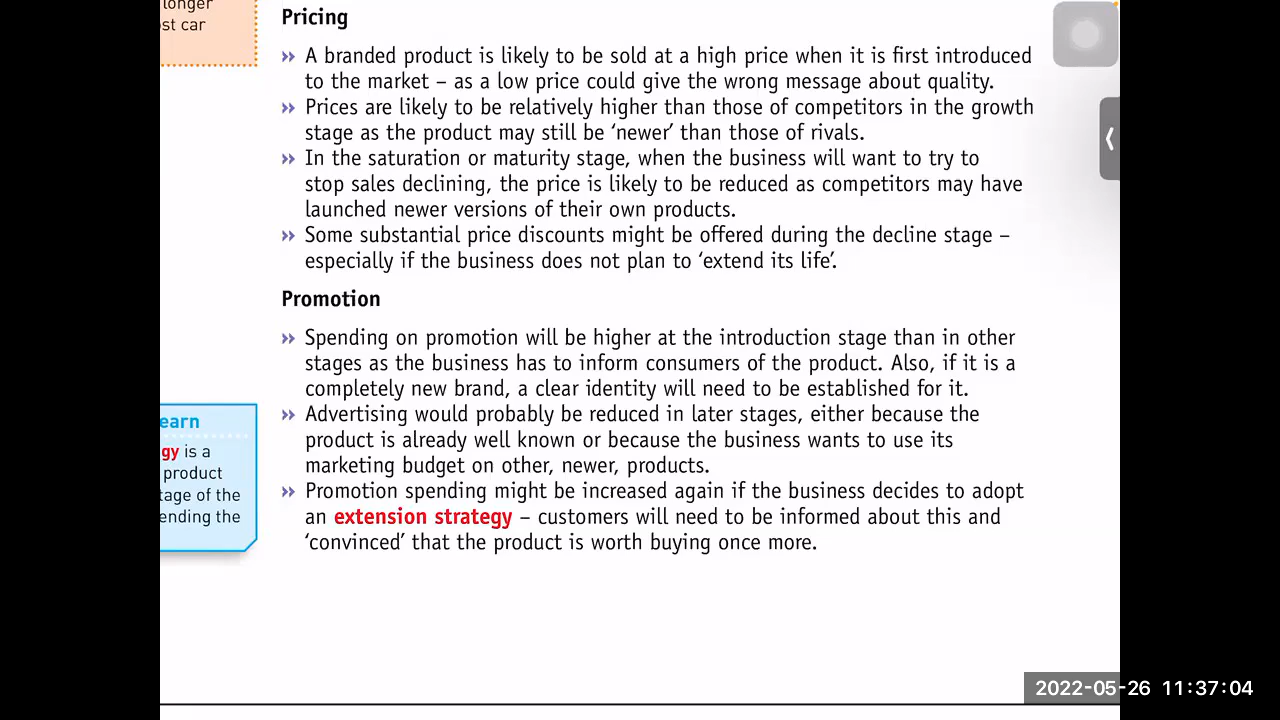 longer
st car
Pricing
» A branded product is likely to be sold at a high price when it is first introduced
to the market – as a low price could give the wrong message about quality.
» Prices are likely to be relatively higher than those of competitors in the growth
stage as the product may still be ‘newer’ than those of rivals.
» In the saturation or maturity stage, when the business will want to try to
stop sales declining, the price is likely to be reduced as competitors may have
launched newer versions of their own products.
» Some substantial price discounts might be offered during the decline stage –
especially if the business does not plan to ‘extend its life’.
Promotion
» Spending on promotion will be higher at the introduction stage than in other
stages as the business has to inform consumers of the product. Also, if it is a
completely new brand, a clear identity will need to be established for it.
» Advertising would probably be reduced in later stages, either because the
product is already well known or because the business wants to use its
marketing budget on other, newer, products.
» Promotion spending might be increased again if the business decides to adopt
an extension strategy – customers will need to be informed about this and
‘convinced’ that the product is worth buying once more.
earn
gy is a
product
tage of the
ending the
2022-05-26 11:37:04